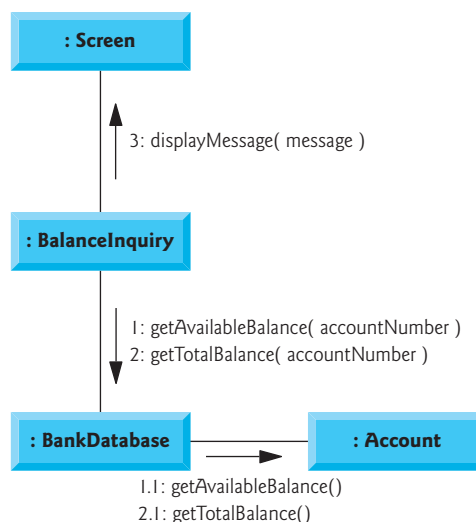 : Screen
3: displayMessage( message )
: BalanceInquiry
1: getAvailableBalance( accountNumber )
2: getTotalBalance( accountNumber )
: BankDatabase
: Account
1.1: getAvailableBalance()
2.1: getTotalBalance()